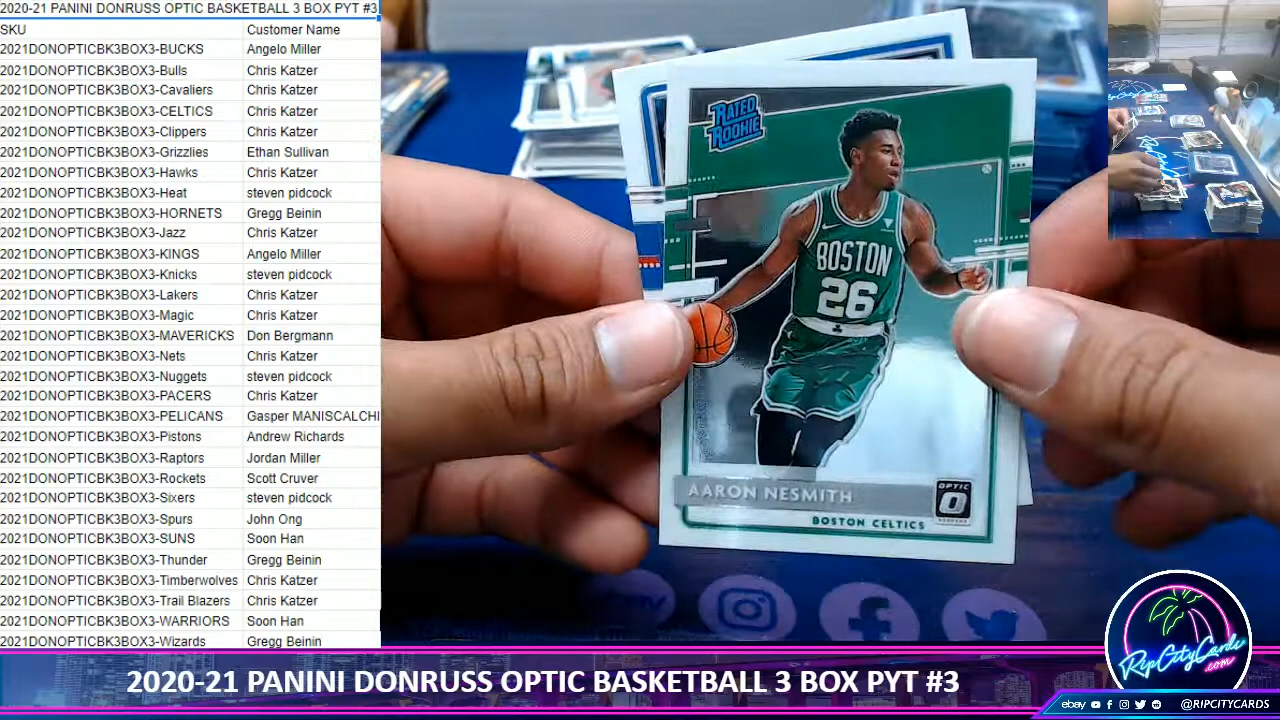 2020-21 PANINI DONRUSS OPTIC BASKETBALL 3 BOX PYT #3
SKU Customer Name
2021DONOPTICBK3BOX3-BUCKS Angelo Miller
2021DONOPTICBK3BOX3-Bulls Chris Katzer
2021DONOPTICBK3BOX3-Cavaliers Chris Katzer
2021DONOPTICBK3BOX3-CELTICS Chris Katzer
2021DONOPTICBK3BOX3-Clippers Chris Katzer
2021DONOPTICBK3BOX3-Grizzlies Ethan Sullivan
2021DONOPTICBK3BOX3-Hawks Chris Katzer
2021DONOPTICBK3BOX3-Heat steven pidcock
2021DONOPTICBK3BOX3-HORNETS Gregg Beinin
2021DONOPTICBK3BOX3-Jazz Chris Katzer
2021DONOPTICBK3BOX3-KINGS Angelo Miller
2021DONOPTICBK3BOX3-Knicks steven pidcock
2021DONOPTICBK3BOX3-Lakers Chris Katzer
2021DONOPTICBK3BOX3-Magic Chris Katzer
2021DONOPTICBK3BOX3-MAVERICKS Don Bergmann
2021DONOPTICBK3BOX3-Nets Chris Katzer
2021DONOPTICBK3BOX3-Nuggets steven pidcock
2021DONOPTICBK3BOX3-PACERS Chris Katzer
2021DONOPTICBK3BOX3-PELICANS Gasper MANISCALCHI
2021DONOPTICBK3BOX3-Pistons Andrew Richards
2021DONOPTICBK3BOX3-Raptors Jordan Miller
2021DONOPTICBK3BOX3-Rockets Scott Cruver
2021DONOPTICBK3BOX3-Sixers steven pidcock
2021DONOPTICBK3BOX3-Spurs John Ong
2021DONOPTICBK3BOX3-SUNS Soon Han
2021DONOPTICBK3BOX3-Thunder Gregg Beinin
2021DONOPTICBK3BOX3-Timberwolves Chris Katzer
2021DONOPTICBK3BOX3-Trail Blazers Chris Katzer
2021DONOPTICBK3BOX3-WARRIORS Soon Han
2021DONOPTICBK3BOX3-Wizards Gregg Beinin
RATED
ROOKIE
BOSTON
26
AARON NESMITH
OPTIC
BOSTON CELTICS
RipCityCards
.com
2020-21 PANINI DONRUSS OPTIC BASKETBALL 3 BOX PYT #3
ebay @RIPCITYCARDS